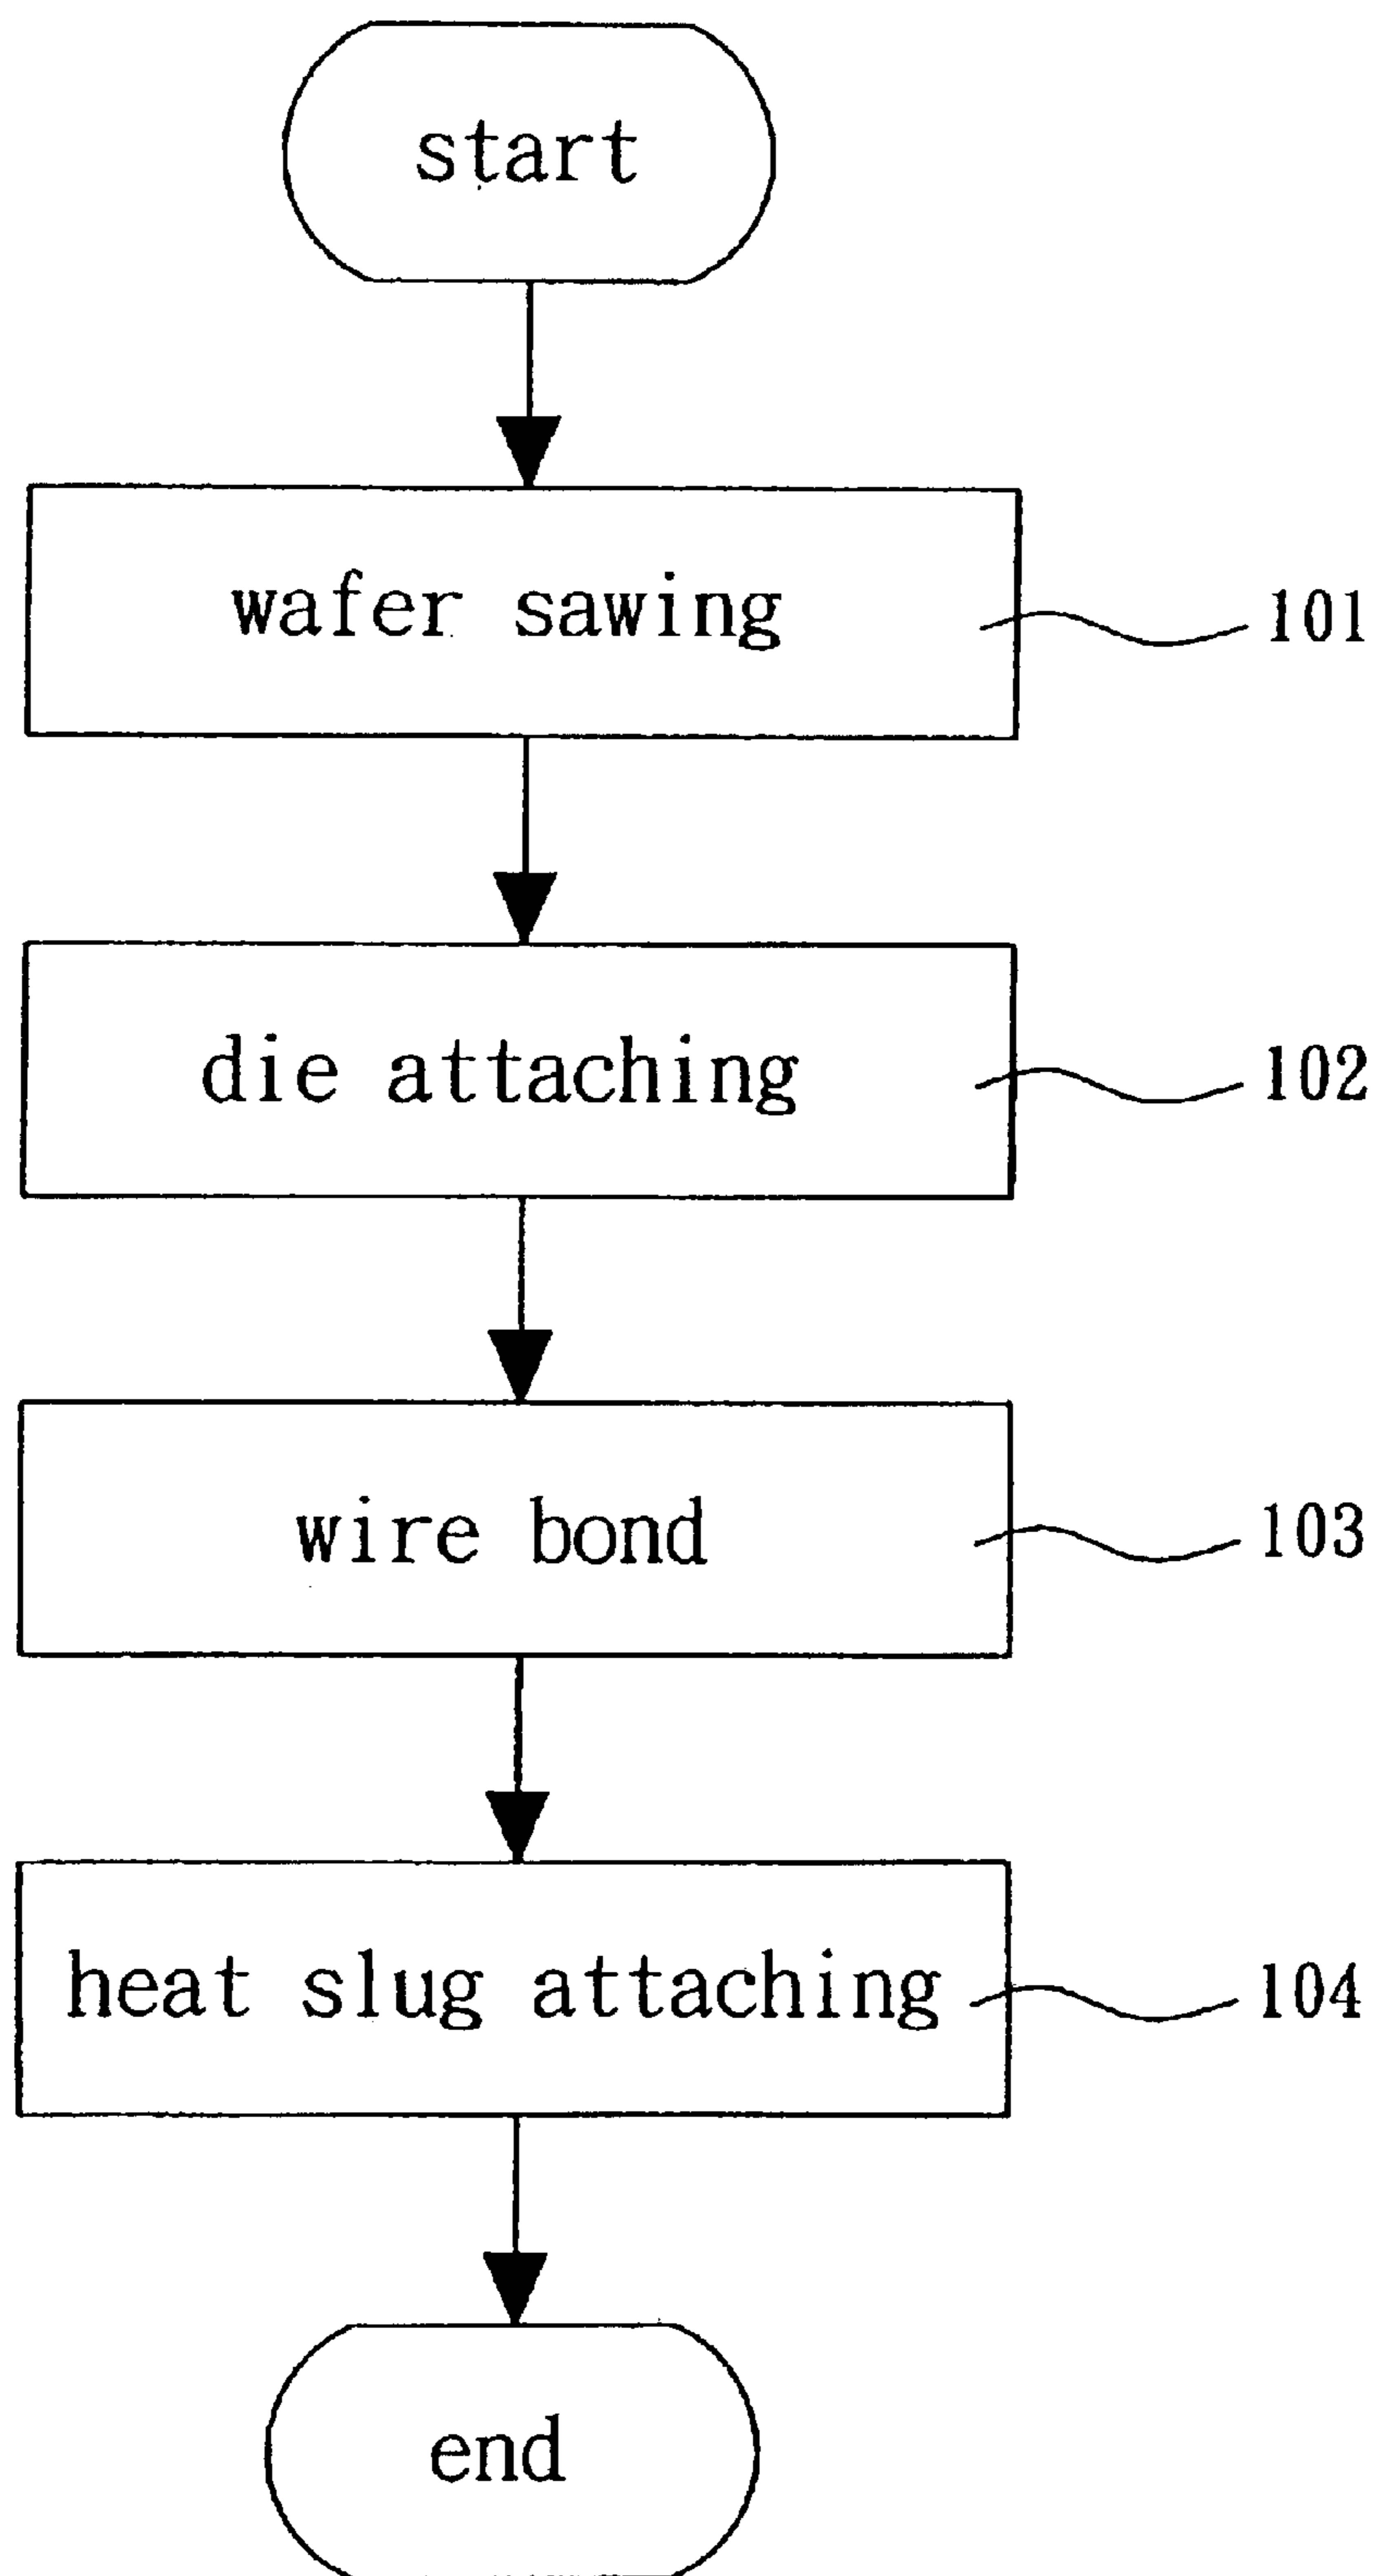 start
wafer sawing
101
die attaching
102
wire bond
103
heat slug attaching
104
end